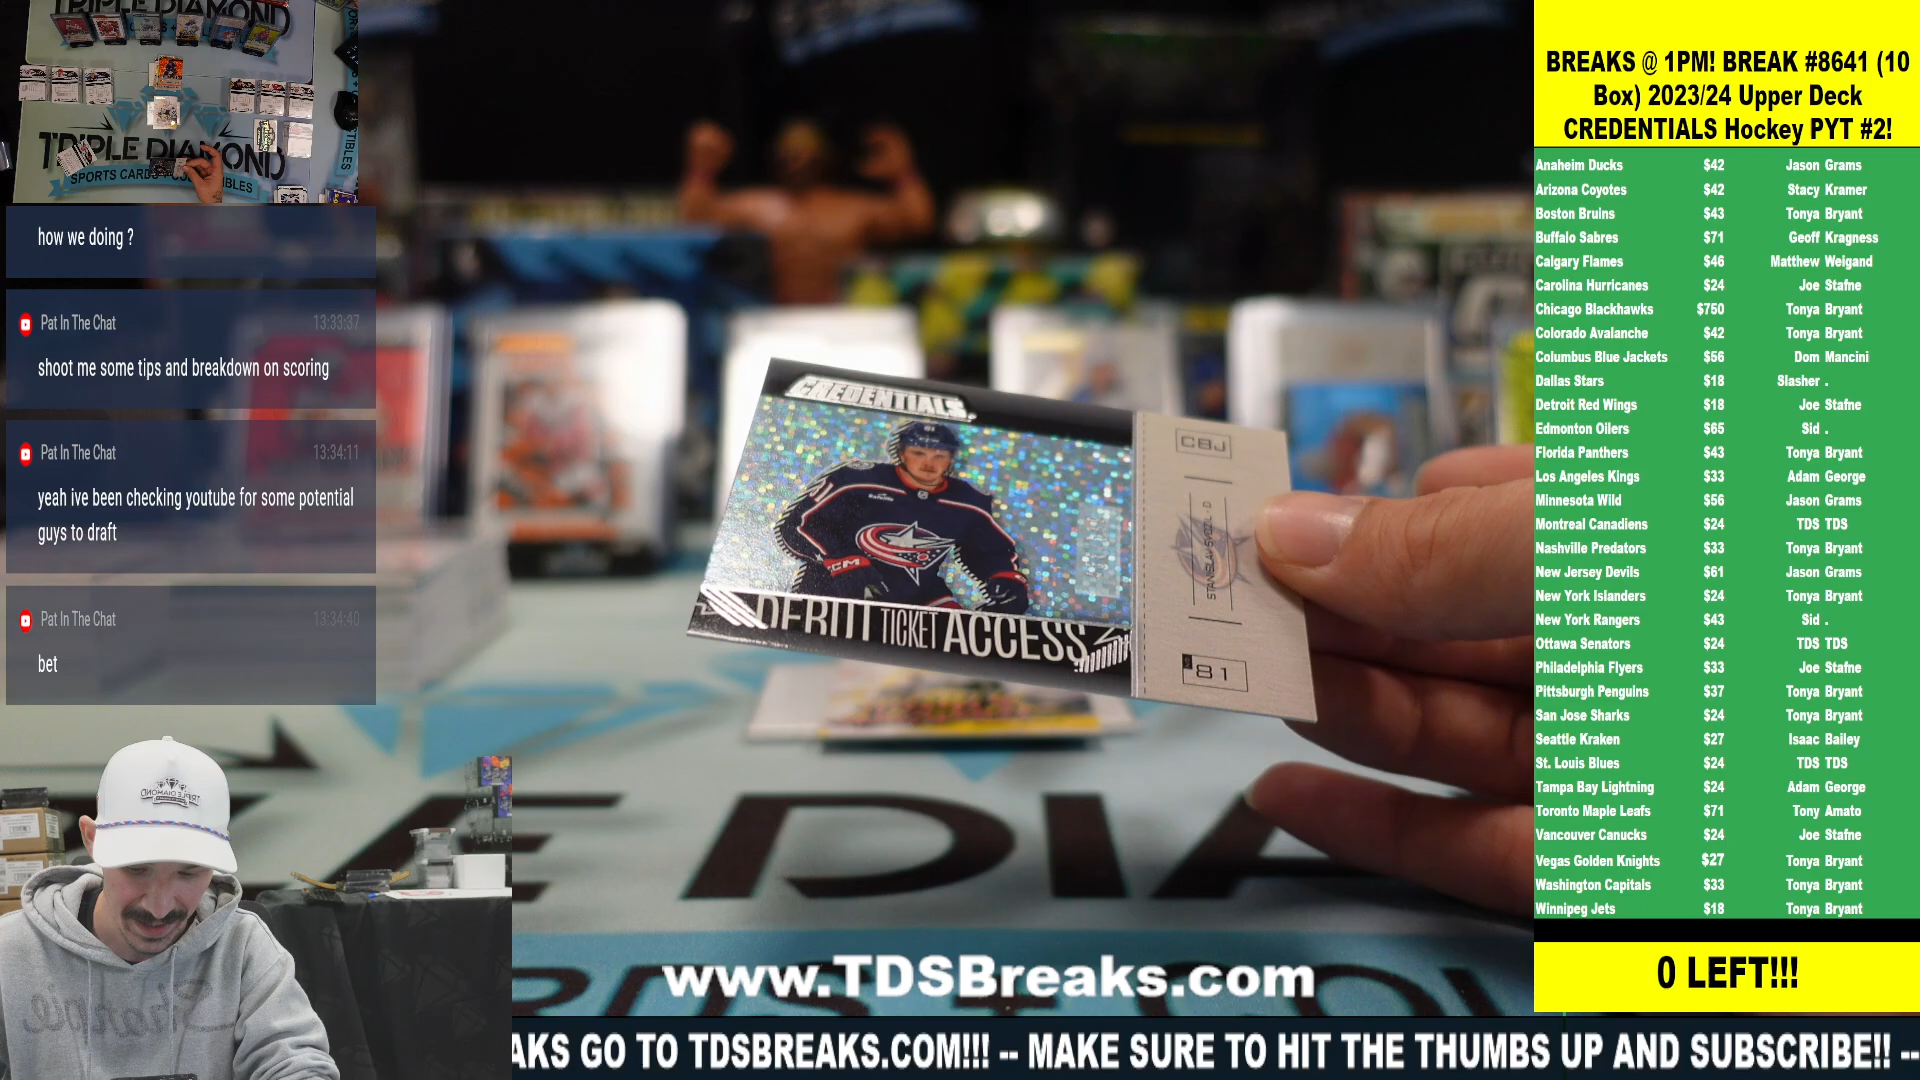 TRIPLE DIAMOND
TRIPLE DIAMOND
SPORTS CARDS
how we doing ?
Pat In The Chat 13:33:37
shoot me some tips and breakdown on scoring
Pat In The Chat 13:34:11
yeah ive been checking youtube for some potential
guys to draft
Pat In The Chat 13:34:40
bet
CREDENTIALS
CBJ
DEBUT TICKET ACCESS
81
www.TDSBreaks.com
AKS GO TO TDSBREAKS.COM!!! -- MAKE SURE TO HIT THE THUMBS UP AND SUBSCRIBE!! --
BREAKS @ 1PM! BREAK #8641 (10
Box) 2023/24 Upper Deck
CREDENTIALS Hockey PYT #2!
Anaheim Ducks $42 Jason Grams
Arizona Coyotes $42 Stacy Kramer
Boston Bruins $43 Tonya Bryant
Buffalo Sabres $71 Geoff Kragness
Calgary Flames $46 Matthew Weigand
Carolina Hurricanes $24 Joe Stafne
Chicago Blackhawks $750 Tonya Bryant
Colorado Avalanche $42 Tonya Bryant
Columbus Blue Jackets $56 Dom Mancini
Dallas Stars $18 Slasher .
Detroit Red Wings $18 Joe Stafne
Edmonton Oilers $65 Sid .
Florida Panthers $43 Tonya Bryant
Los Angeles Kings $33 Adam George
Minnesota Wild $56 Jason Grams
Montreal Canadiens $24 TDS TDS
Nashville Predators $33 Tonya Bryant
New Jersey Devils $61 Jason Grams
New York Islanders $24 Tonya Bryant
New York Rangers $43 Sid .
Ottawa Senators $24 TDS TDS
Philadelphia Flyers $33 Joe Stafne
Pittsburgh Penguins $37 Tonya Bryant
San Jose Sharks $24 Tonya Bryant
Seattle Kraken $27 Isaac Bailey
St. Louis Blues $24 TDS TDS
Tampa Bay Lightning $24 Adam George
Toronto Maple Leafs $71 Tony Amato
Vancouver Canucks $24 Joe Stafne
Vegas Golden Knights $27 Tonya Bryant
Washington Capitals $33 Tonya Bryant
Winnipeg Jets $18 Tonya Bryant
0 LEFT!!!